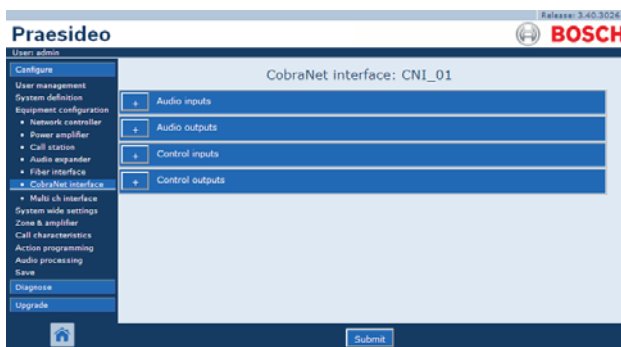 Release: 3.40.3026
Praesideo
BOSCH
User: admin
Configure
User management
System definition
Equipment configuration
Network controller
Power amplifier
Call station
Audio expander
Fiber interface
CobraNet interface
Multi ch interface
System wide settings
Zone & amplifier
Call characteristics
Action programming
Audio processing
Save
Diagnose
Upgrade
CobraNet interface: CNI_01
+ Audio inputs
+ Audio outputs
+ Control inputs
+ Control outputs
Submit